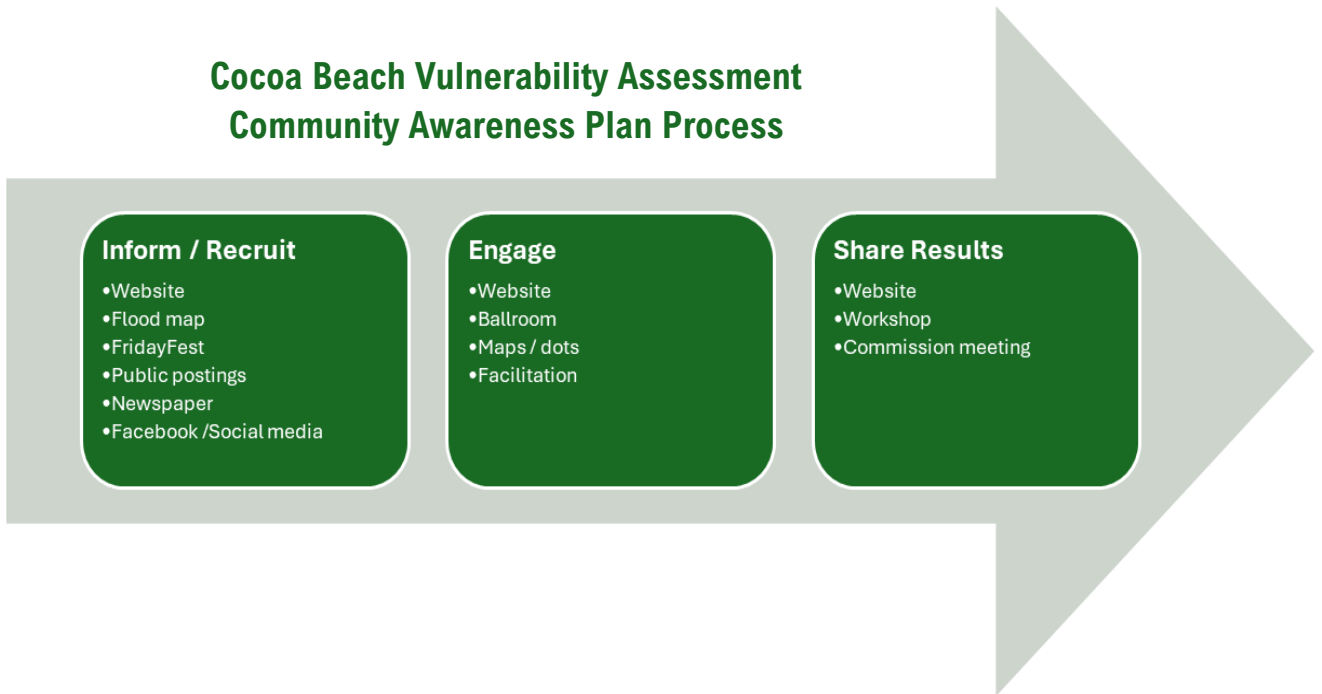 Cocoa Beach Vulnerability Assessment
Community Awareness Plan Process
Inform / Recruit
•Website
•Flood map
•FridayFest
•Public postings
•Newspaper
•Facebook /Social media
Engage
•Website
•Ballroom
•Maps / dots
•Facilitation
Share Results
•Website
•Workshop
•Commission meeting